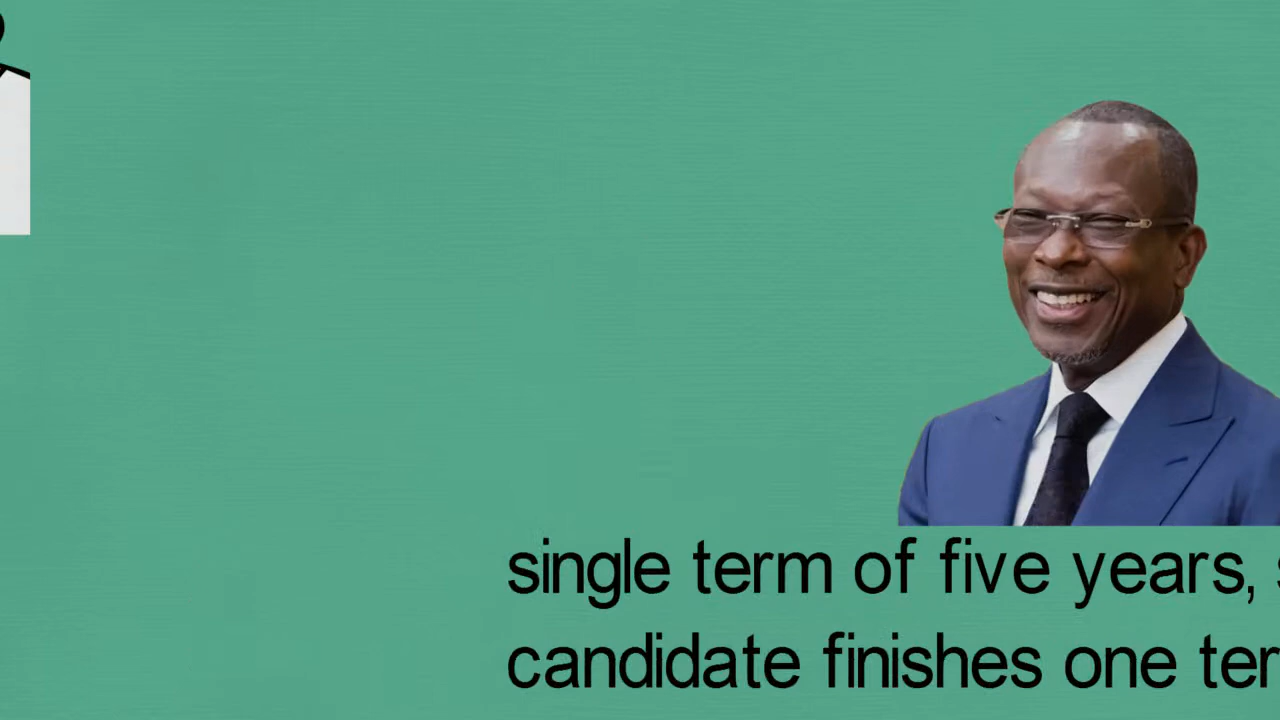 single term of five years,
candidate finishes one